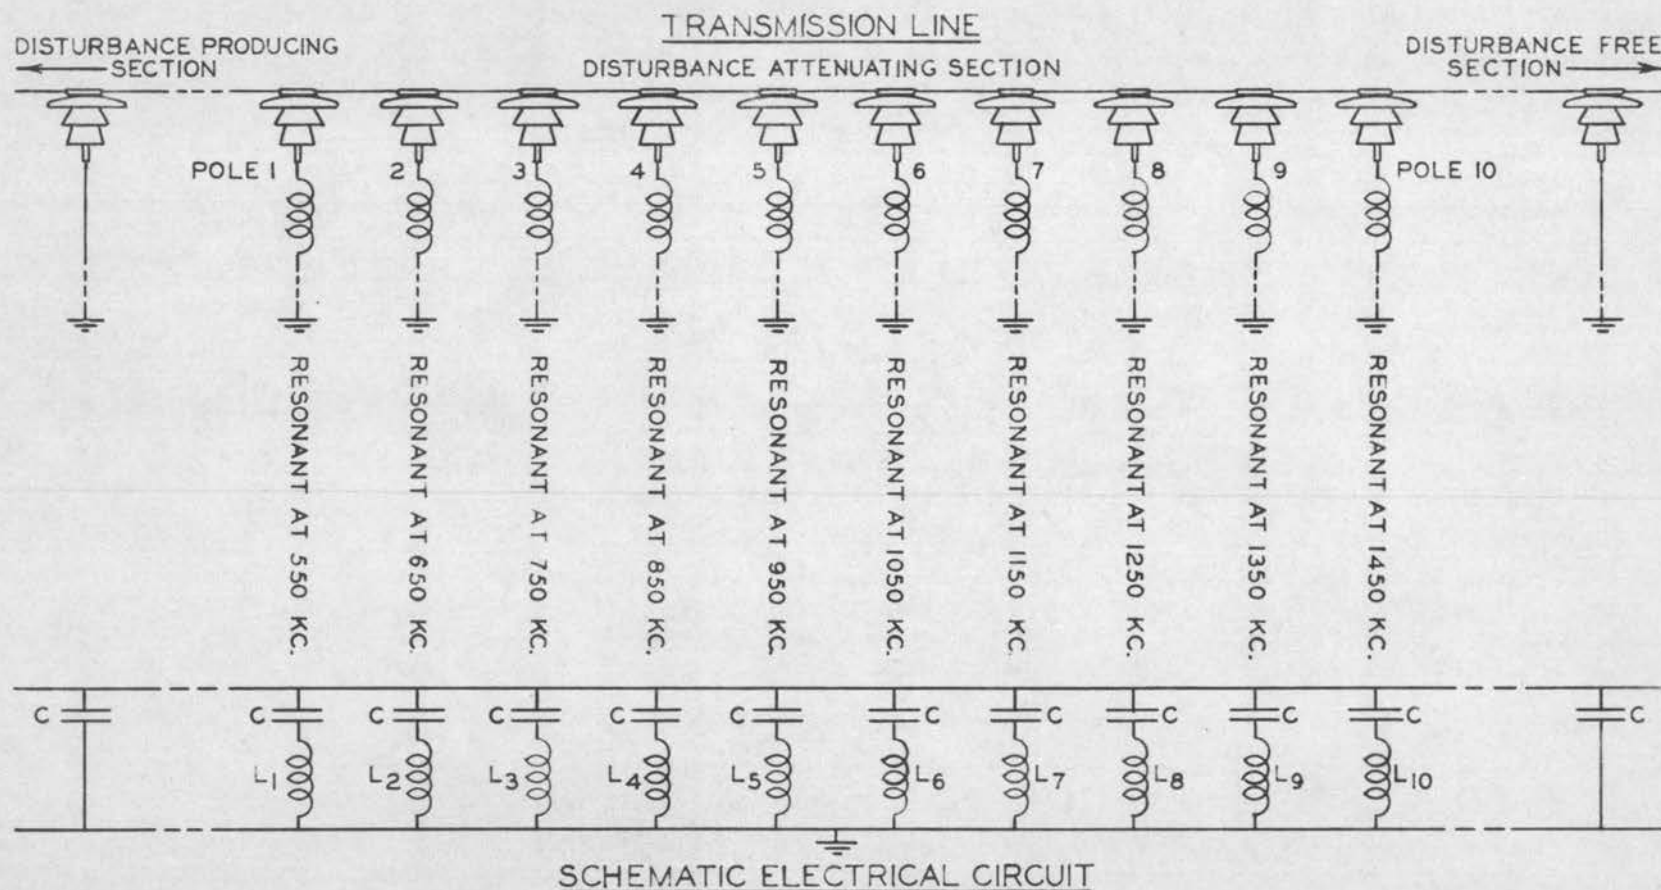 TRANSMISSION LINE
DISTURBANCE PRODUCING
SECTION
DISTURBANCE ATTENUATING SECTION
DISTURBANCE FREE
SECTION
POLE 1 2 3 4 5 6 7 8 9 POLE 10
RESONANT AT 550 KC.
RESONANT AT 650 KC.
RESONANT AT 750 KC.
RESONANT AT 850 KC.
RESONANT AT 950 KC.
RESONANT AT 1050 KC.
RESONANT AT 1150 KC.
RESONANT AT 1250 KC.
RESONANT AT 1350 KC.
RESONANT AT 1450 KC.
C C C C C C C C C C C C
L1 L2 L3 L4 L5 L6 L7 L8 L9 L10
SCHEMATIC ELECTRICAL CIRCUIT